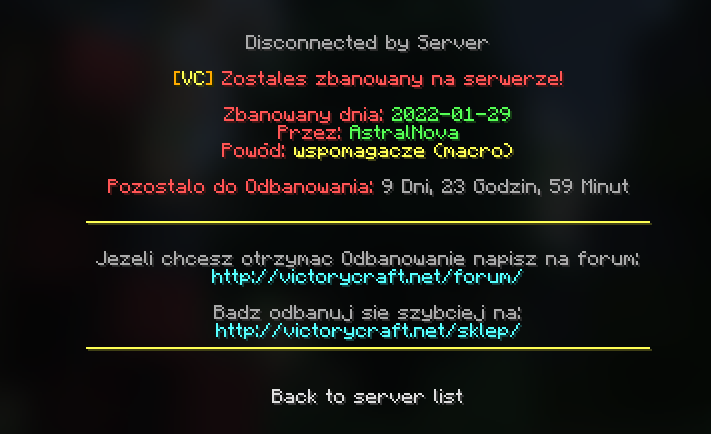 Disconnected by Server
[VC] Zostales zbanowany na serwerze!
Zbanowany dnia: 2022-01-29
Przez: AstralNova
Powód: wspomagacze (macro)
Pozostalo do Odbanowania: 9 Dni, 23 Godzin, 59 Minut
Jezeli chcesz otrzymac Odbanowanie napisz na forum:
http://victorycraft.net/forum/
Badz odbanuj sie szybciej na:
http://victorycraft.net/sklep/
Back to server list